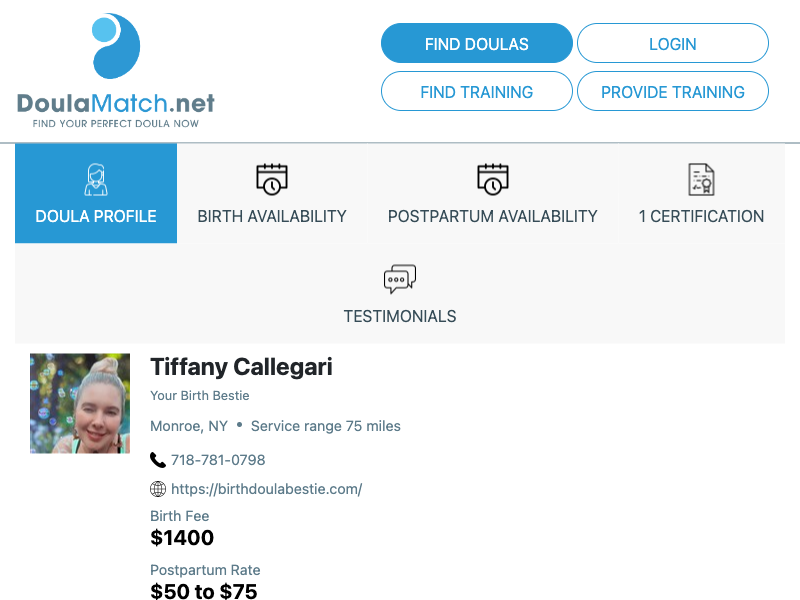 DoulaMatch.net
FIND YOUR PERFECT DOULA NOW
FIND DOULAS
LOGIN
FIND TRAINING
PROVIDE TRAINING
DOULA PROFILE
BIRTH AVAILABILITY
POSTPARTUM AVAILABILITY
1 CERTIFICATION
TESTIMONIALS
Tiffany Callegari
Your Birth Bestie
Monroe, NY • Service range 75 miles
718-781-0798
https://birthdoulabestie.com/
Birth Fee
$1400
Postpartum Rate
$50 to $75